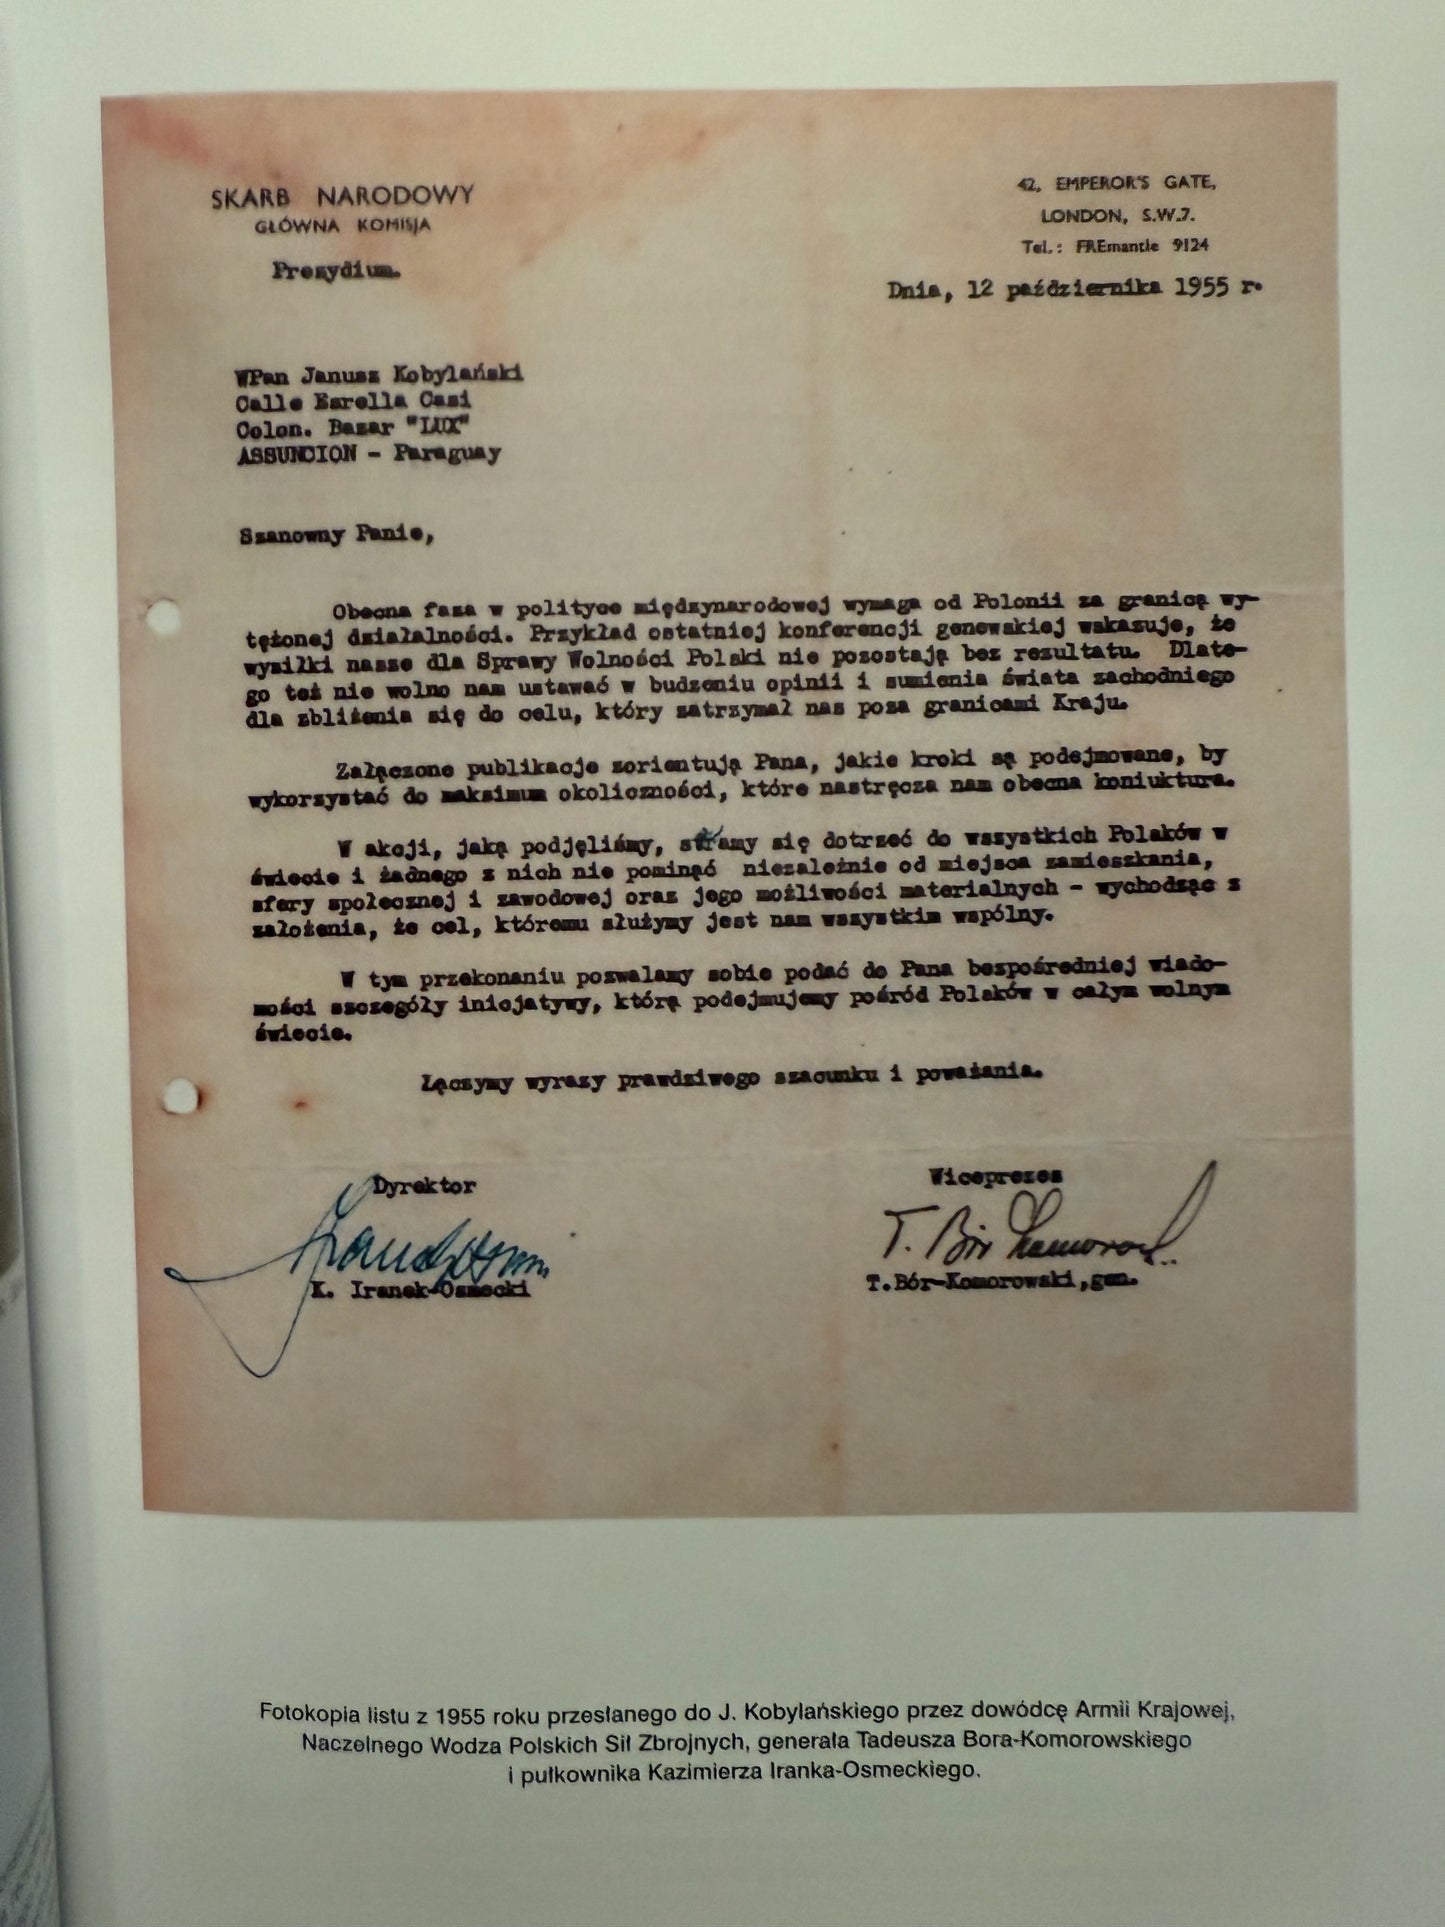 SKARB NARODOWY
GŁÓWNA KOMISJA
Prezydium.
42, EMPEROR'S GATE,
LONDON, S.W.7.
Tel.: FREmantle 9124
Dnia, 12 października 1955 r.
WPan Janusz Kobylański
Calle Esrella Casi
Colon. Bazar "LUX"
ASSUNCION - Paraguay
Szanowny Panie,
Obecna faza w polityce międzynarodowej wymaga od Polonii za granicą wy-
tężonej działalności. Przykład ostatniej konferencji genewskiej wskazuje, że
wysiłki nasze dla Sprawy Wolności Polski nie pozostają bez rezultatu. Dlate-
go też nie wolno nam ustawać w budzeniu opinii i sumienia świata zachodniego
dla zbliżenia się do celu, który zatrzymał nas poza granicami Kraju.
Załączone publikacje zorientują Pana, jakie kroki są podejmowane, by
wykorzystać do maksimum okoliczności, które nastręcza nam obecna koniuktura.
W akcji, jaką podjęliśmy, stramy się dotrzeć do wszystkich Polaków w
świecie i żadnego z nich nie pominąć niezależnie od miejsca zamieszkania,
sfery społecznej i zawodowej oraz jego możliwości materialnych - wychodząc z
założenia, że cel, któremu służymy jest nam wszystkim wspólny.
W tym przekonaniu pozwalamy sobie podać do Pana bezpośredniej wiado-
mości szczegóły inicjatywy, którą podejmujemy pośród Polaków w całym wolnym
świecie.
Łączymy wyrazy prawdziwego szacunku i poważania.
Dyrektor
Wiceprezes
T. Bór Komorowski
K. Iranek-Osmecki
T.Bór-Komorowski,gen.
Fotokopia listu z 1955 roku przesłanego do J. Kobylańskiego przez dowódcę Armii Krajowej,
Naczelnego Wodza Polskich Sił Zbrojnych, generała Tadeusza Bora-Komorowskiego
i pułkownika Kazimierza Iranka-Osmeckiego.